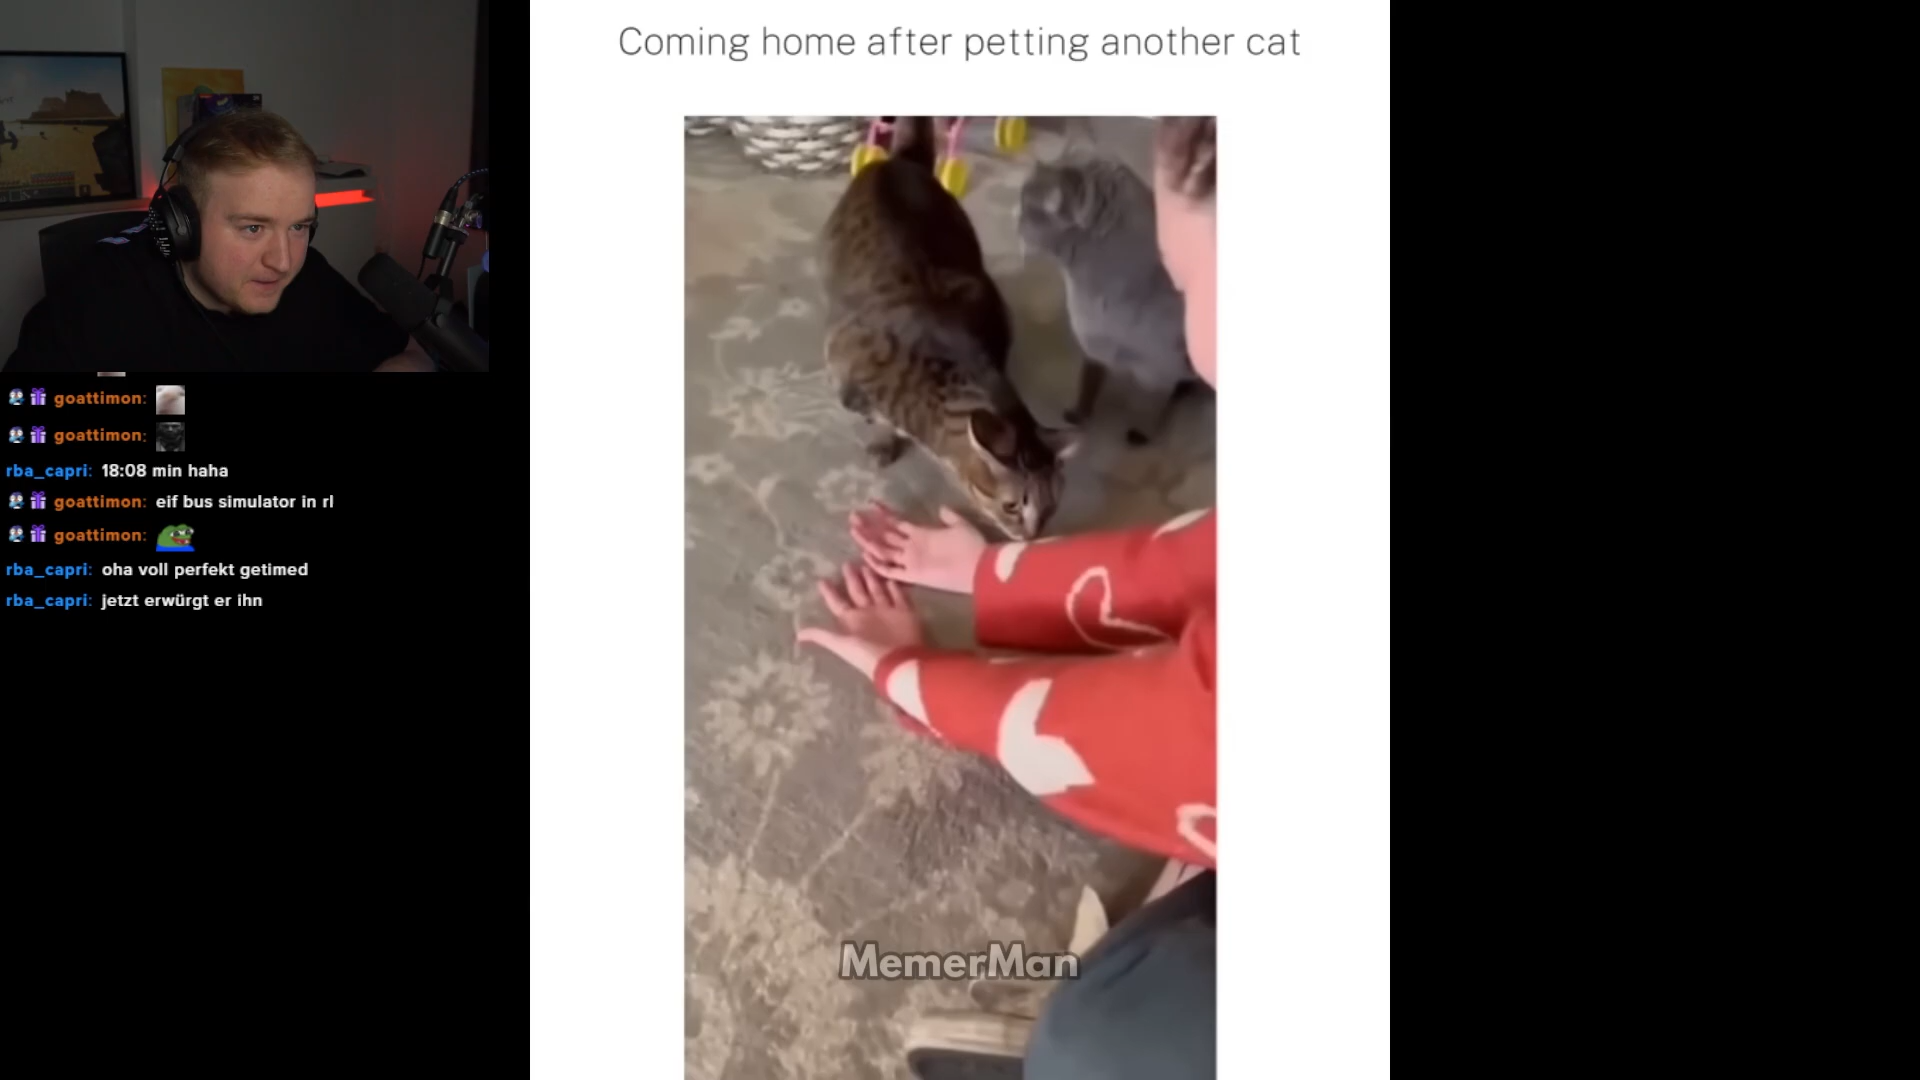 Coming home after petting another cat
goattimon:
goattimon:
rba_capri: 18:08 min haha
goattimon: eif bus simulator in rl
goattimon:
rba_capri: oha voll perfekt getimed
rba_capri: jetzt erwürgt er ihn
MemerMan